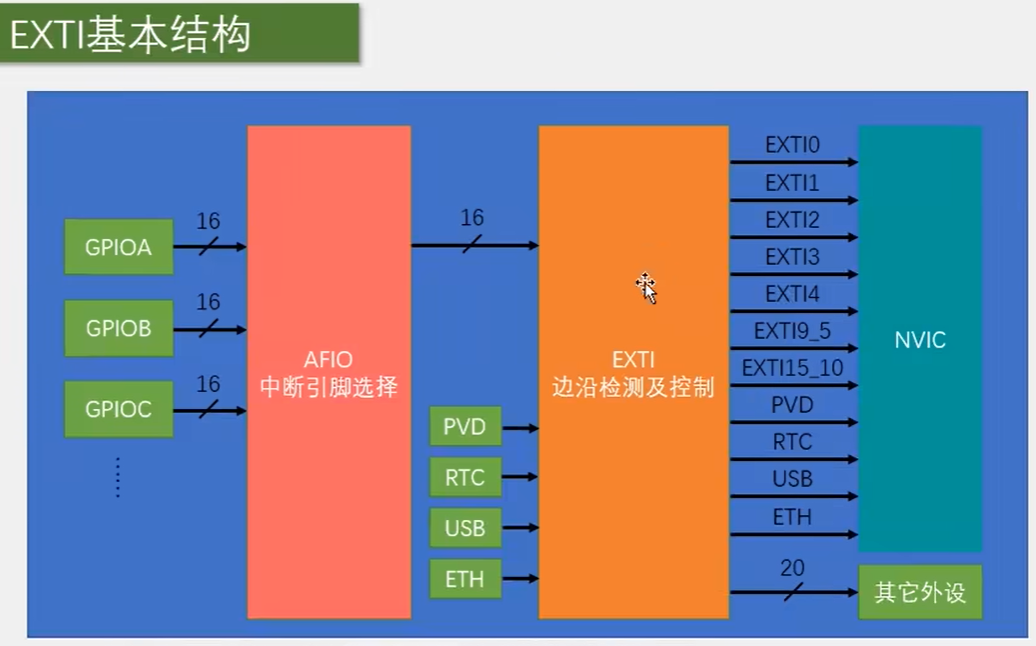 EXTI基本结构
GPIOA
16
GPIOB
16
GPIOC
16
AFIO
中断引脚选择
16
PVD
RTC
USB
ETH
EXTI
边沿检测及控制
EXTI0
EXTI1
EXTI2
EXTI3
EXTI4
EXTI9_5
EXTI15_10
PVD
RTC
USB
ETH
20
NVIC
其它外设